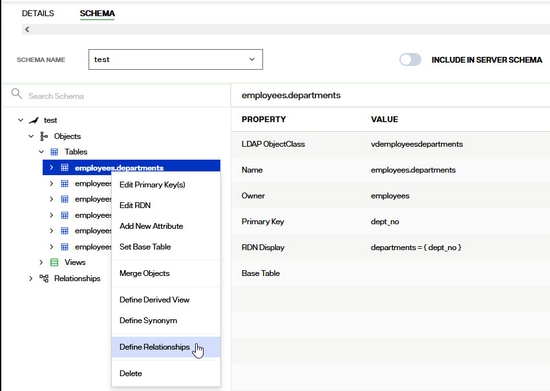 DETAILS SCHEMA
SCHEMA NAME test INCLUDE IN SERVER SCHEMA
Search Schema
test
Objects
Tables
employees.departments
employees
employees
employees
employees
employees
Views
Relationships
Edit Primary Key(s)
Edit RDN
Add New Attribute
Set Base Table
Merge Objects
Define Derived View
Define Synonym
Define Relationships
Delete
employees.departments
PROPERTY VALUE
LDAP ObjectClass vdemployeesdepartments
Name employees.departments
Owner employees
Primary Key dept_no
RDN Display departments = { dept_no }
Base Table